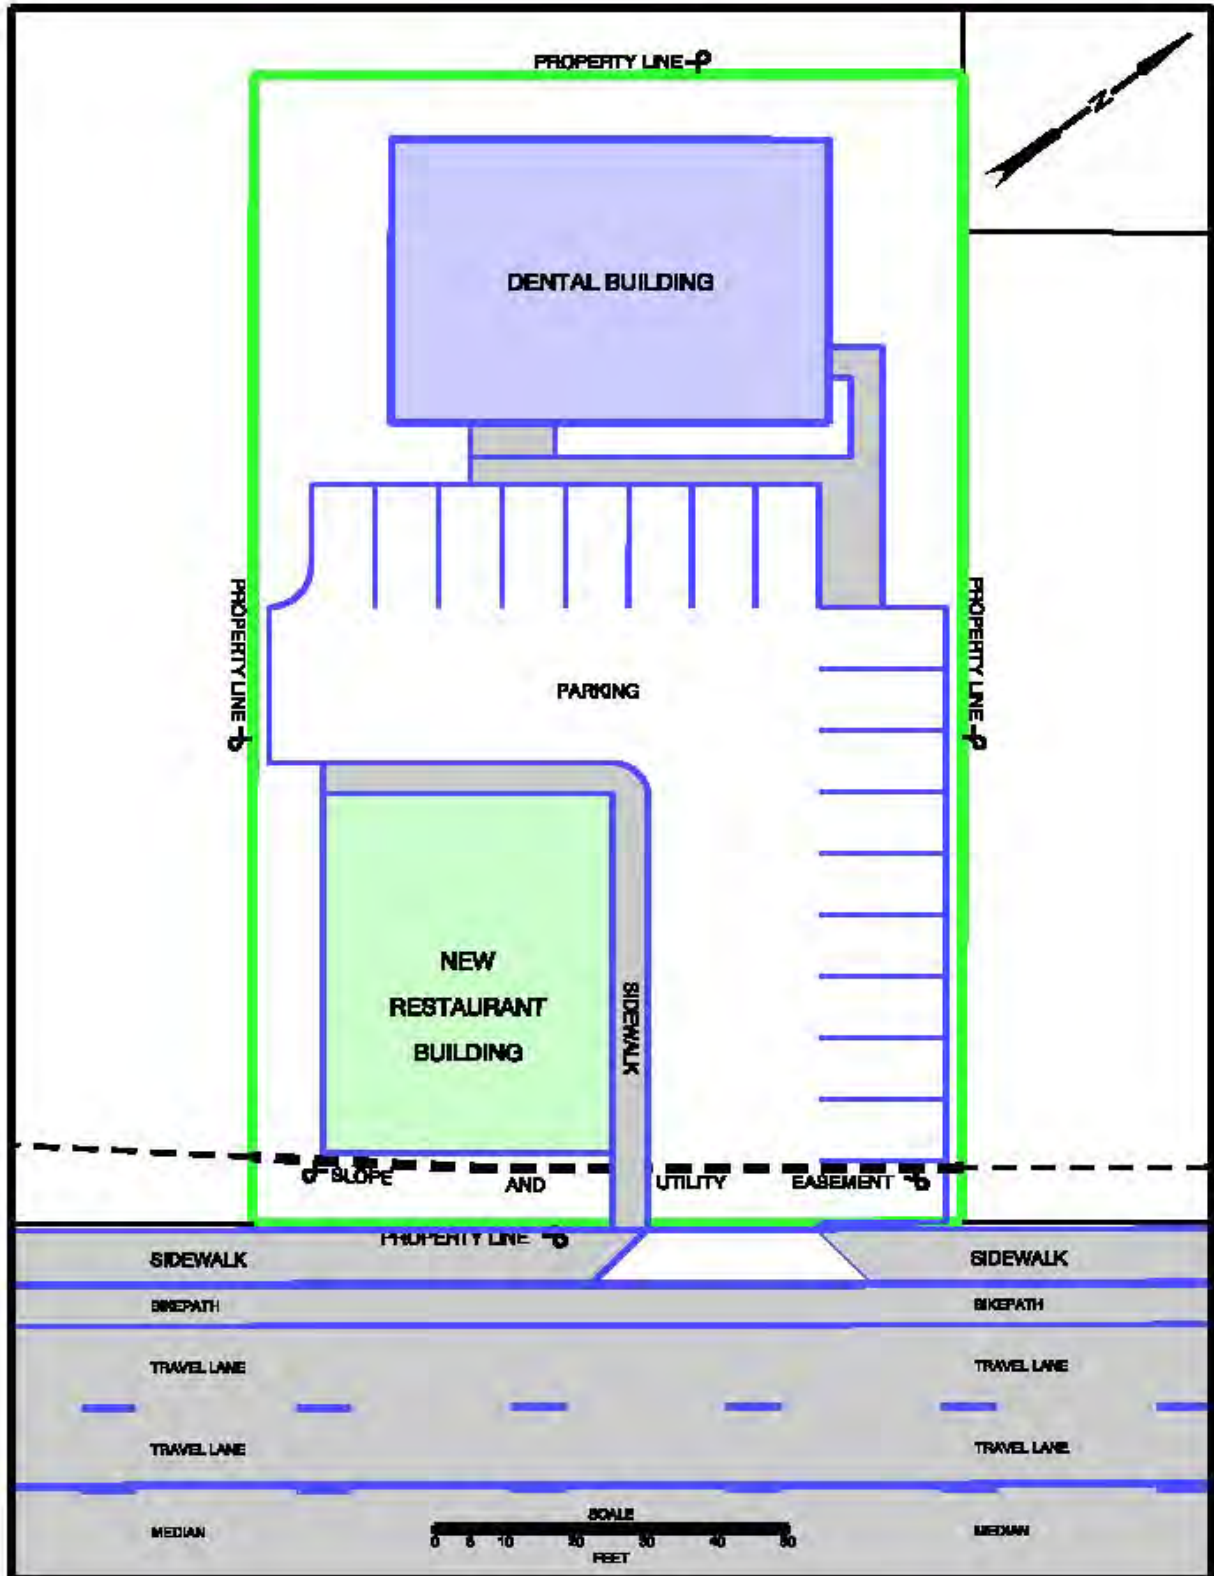 PROPERTY LINE P
N
DENTAL BUILDING
PROPERTY LINE P
PROPERTY LINE P
PARKING
NEW
RESTAURANT
BUILDING
SIDEWALK
SLOPE AND UTILITY EASEMENT
PROPERTY LINE
SIDEWALK SIDEWALK
BIKEPATH BIKEPATH
TRAVEL LANE TRAVEL LANE
TRAVEL LANE TRAVEL LANE
SCALE
MEDIAN MEDIAN
0 5 10 20 30 40 50
FEET